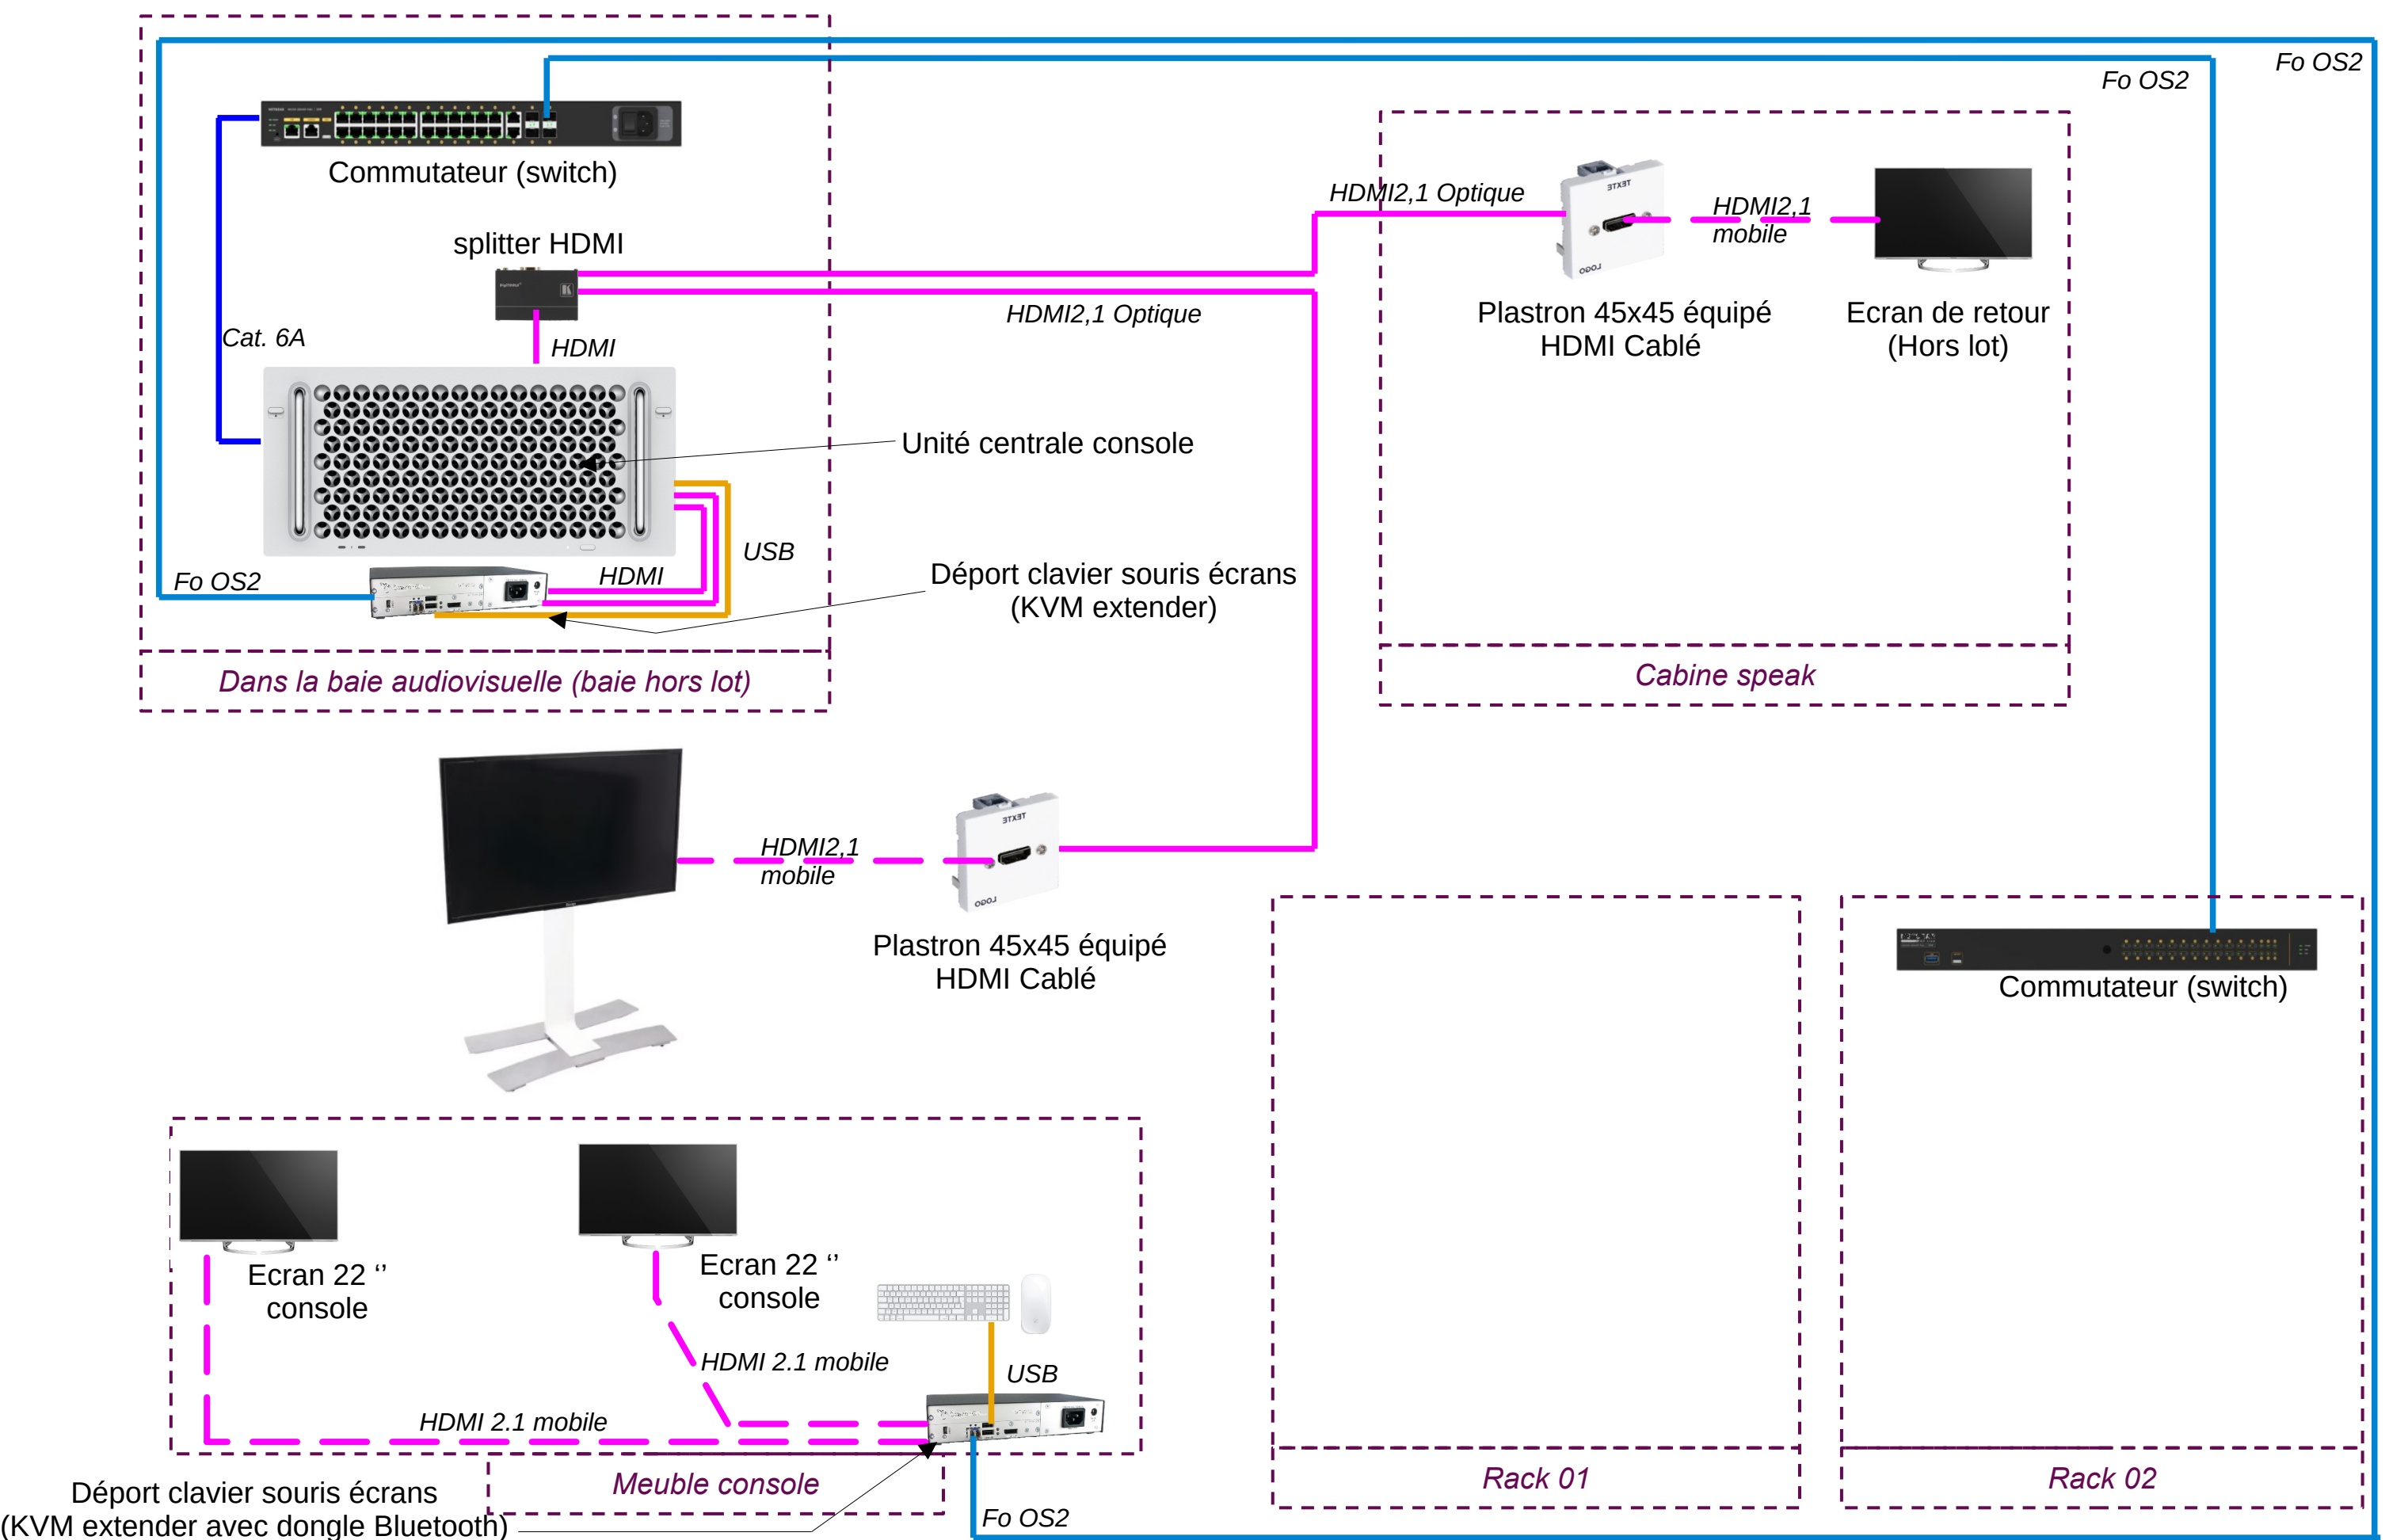 Fo OS2
Fo OS2
Commutateur (switch)
splitter HDMI
HDMI2,1 Optique
TEXTE
LOGO
HDMI2,1
mobile
Plastron 45x45 équipé
HDMI Cablé
Ecran de retour
(Hors lot)
HDMI2,1 Optique
Cat. 6A
HDMI
Unité centrale console
USB
HDMI
Fo OS2
Déport clavier souris écrans
(KVM extender)
Dans la baie audiovisuelle (baie hors lot)
Cabine speak
HDMI2,1
mobile
TEXTE
LOGO
Plastron 45x45 équipé
HDMI Cablé
Commutateur (switch)
Ecran 22 ‘’
console
Ecran 22 ‘’
console
HDMI 2.1 mobile
USB
HDMI 2.1 mobile
Meuble console
Rack 01
Rack 02
Déport clavier souris écrans
(KVM extender avec dongle Bluetooth)
Fo OS2